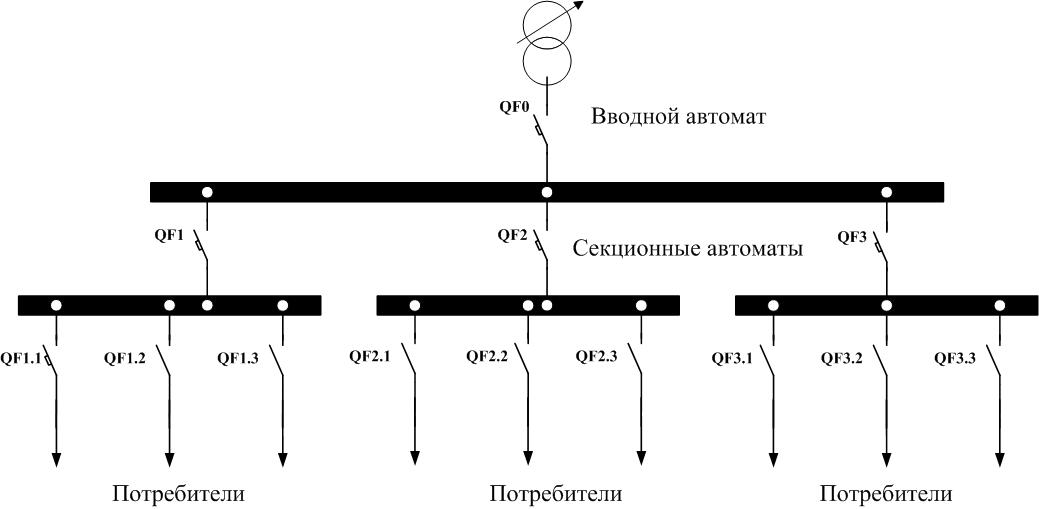 QF0
Вводной автомат
QF1
QF2
Секционные автоматы
QF3
QF1.1
QF1.2
QF1.3
QF2.1
QF2.2
QF2.3
QF3.1
QF3.2
QF3.3
Потребители
Потребители
Потребители